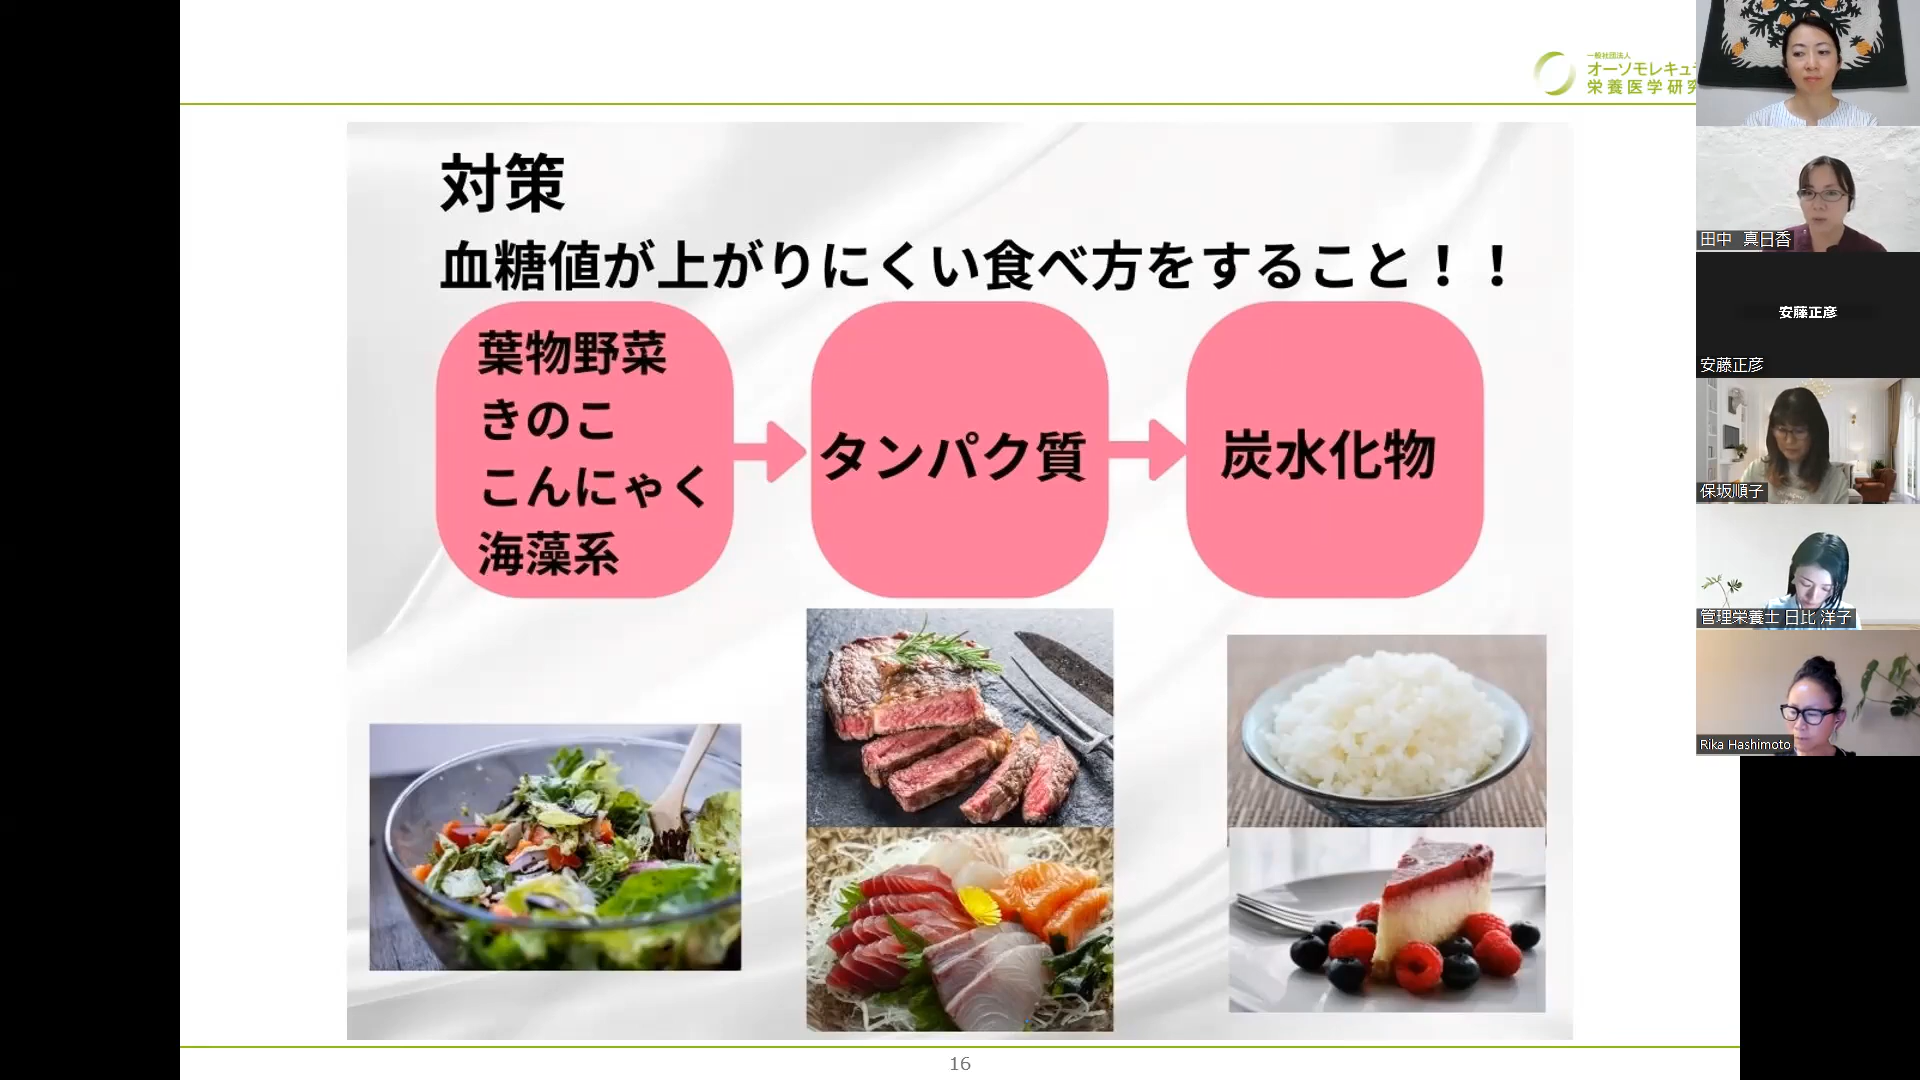 一般社団法人
オーソモレキュ
栄養医学研究
対策
血糖値が上がりにくい食べ方をすること！！
葉物野菜
きのこ
こんにゃく
海藻系
タンパク質
炭水化物
16
田中 真日香
安藤正彦
安藤正彦
保坂順子
管理栄養士 日比 洋子
Rika Hashimoto